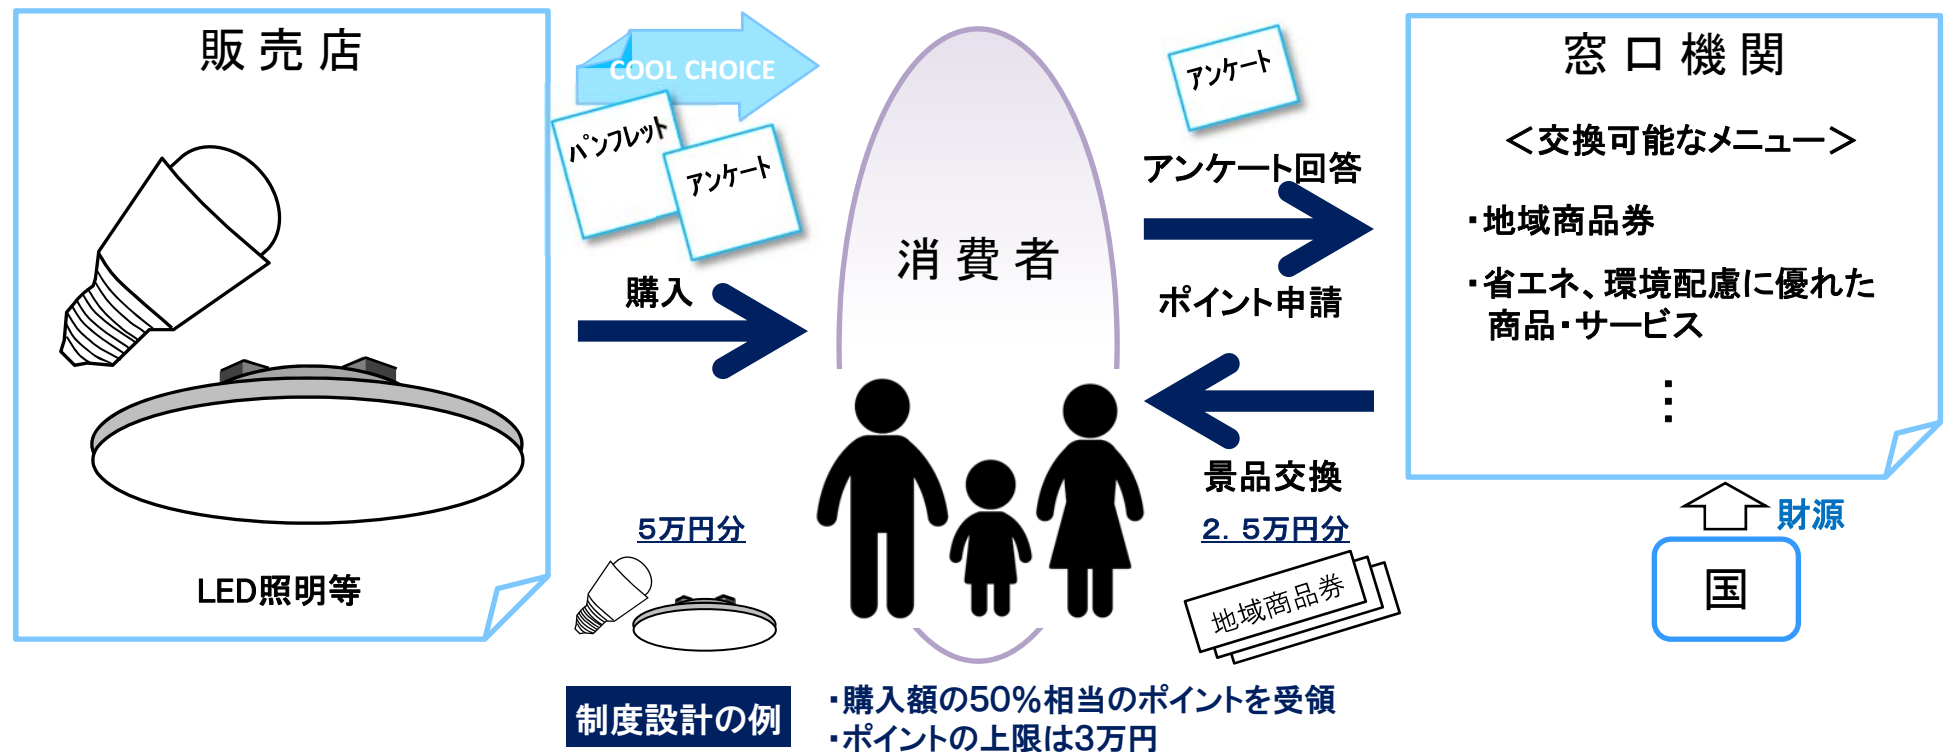 販売店
LED照明等
COOL CHOICE
パンフレット
アンケート
購入
5万円分
消費者
アンケート
アンケート回答
ポイント申請
景品交換
2．5万円分
地域商品券
窓口機関
＜交換可能なメニュー＞
・地域商品券
・省エネ、環境配慮に優れた
商品・サービス
⋮
財源
国
制度設計の例
・購入額の50％相当のポイントを受領
・ポイントの上限は3万円